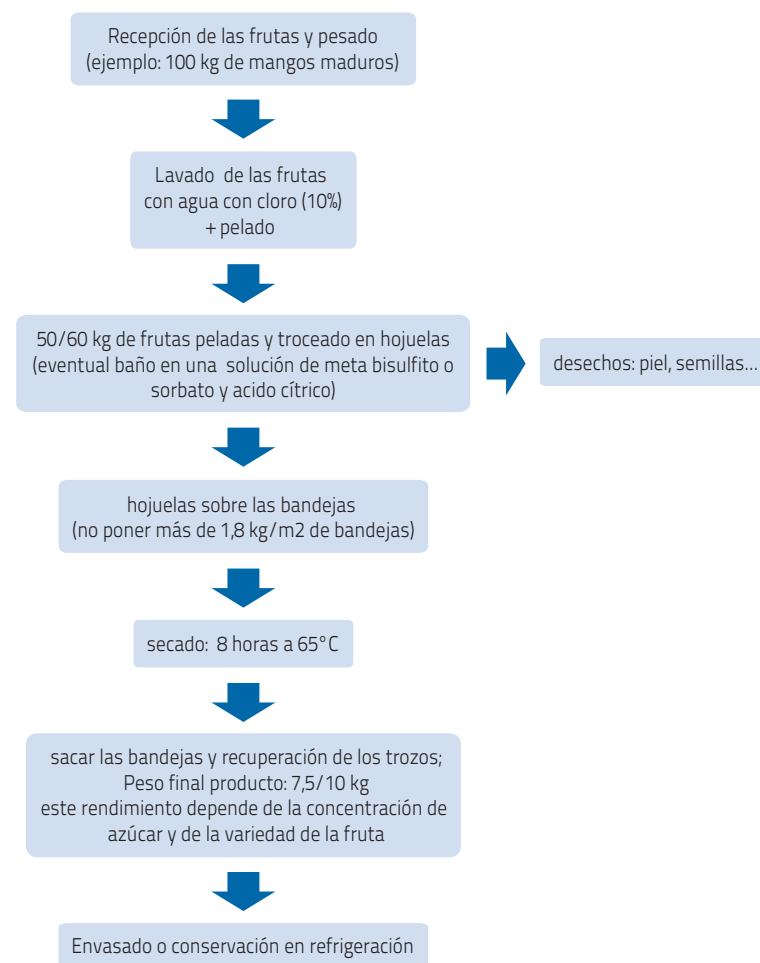 Recepción de las frutas y pesado
(ejemplo: 100 kg de mangos maduros)
Lavado de las frutas
con agua con cloro (10%)
+ pelado
50/60 kg de frutas peladas y troceado en hojuelas
(eventual baño en una solución de meta bisulfito o
sorbato y acido cítrico)
desechos: piel, semillas...
hojuelas sobre las bandejas
(no poner más de 1,8 kg/m2 de bandejas)
secado: 8 horas a 65°C
sacar las bandejas y recuperación de los trozos;
Peso final producto: 7,5/10 kg
este rendimiento depende de la concentración de
azúcar y de la variedad de la fruta
Envasado o conservación en refrigeración